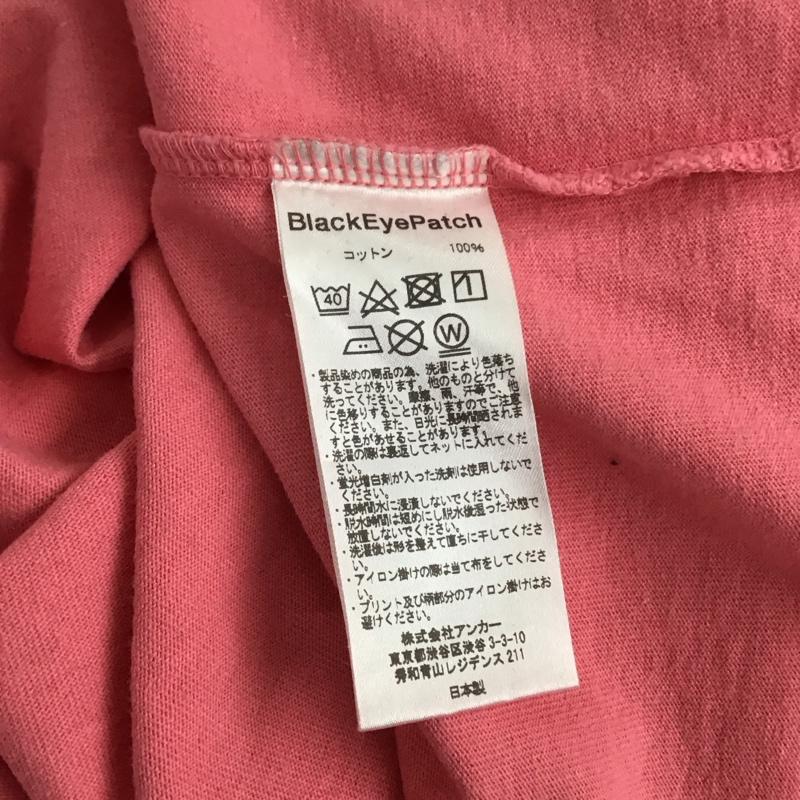 BlackEyePatch
コットン 100%
40
W
・製品染めの商品の為、洗濯により色落ち
することがあります。他のものと分けて
洗ってください。摩擦、雨、汗等で、他
に色移りすることがありますのでご注意
ください。また、日光に長時間晒されま
すと色があせることがあります。
・洗濯の際は裏返してネットに入れてくだ
さい。
・蛍光増白剤が入った洗剤は使用しないで
ください。
・長時間水に浸漬しないでください。
・脱水時間は短めにし脱水後湿った状態で
放置しないでください。
・洗濯後は形を整えて直ちに干してくださ
い。
・アイロン掛けの際は当て布をしてくださ
い。
・プリント及び柄部分のアイロン掛けはお
避けください。
株式会社アンカー
東京都渋谷区渋谷3-3-10
秀和青山レジデンス 211
日本製